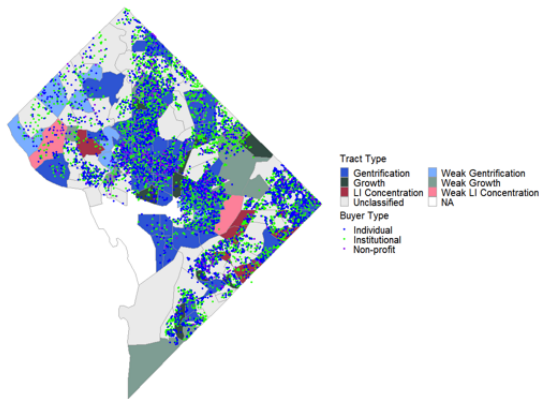 Tract Type
Gentrification
Weak Gentrification
Growth
Weak Growth
LI Concentration
Weak LI Concentration
Unclassified
NA
Buyer Type
Individual
Institutional
Non-profit